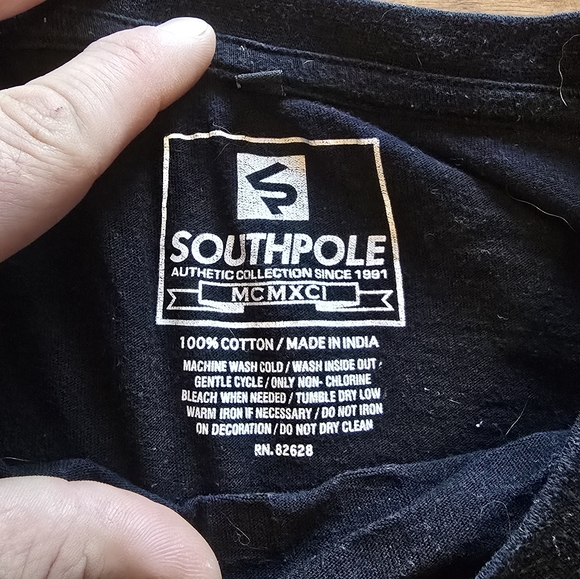 SOUTHPOLE
AUTHETIC COLLECTION SINCE 1991
MCMXCI
100% COTTON / MADE IN INDIA
MACHINE WASH COLD / WASH INSIDE OUT /
GENTLE CYCLE / ONLY NON- CHLORINE
BLEACH WHEN NEEDED / TUMBLE DRY LOW
WARM IRON IF NECESSARY / DO NOT IRON
ON DECORATION / DO NOT DRY CLEAN
RN. 82628